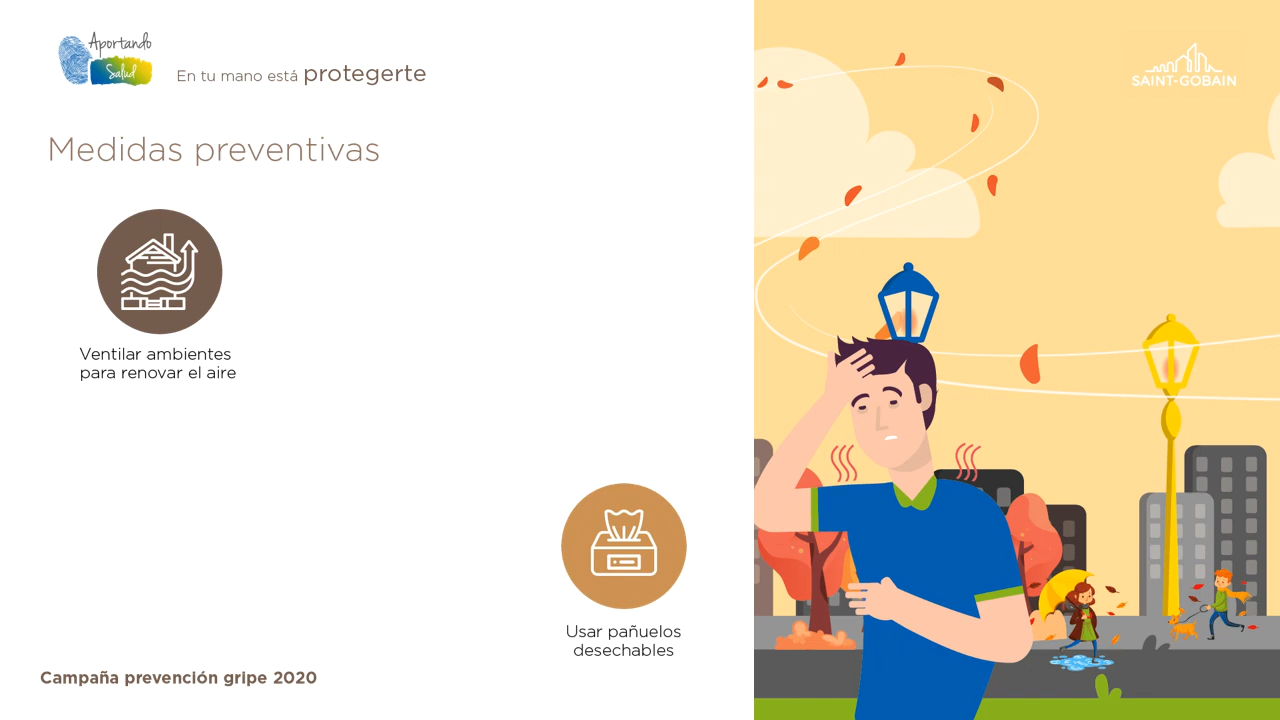 Aportando
Salud
En tu mano está protegerte
SAINT-GOBAIN
Medidas preventivas
Ventilar ambientes
para renovar el aire
Usar pañuelos
desechables
Campaña prevención gripe 2020